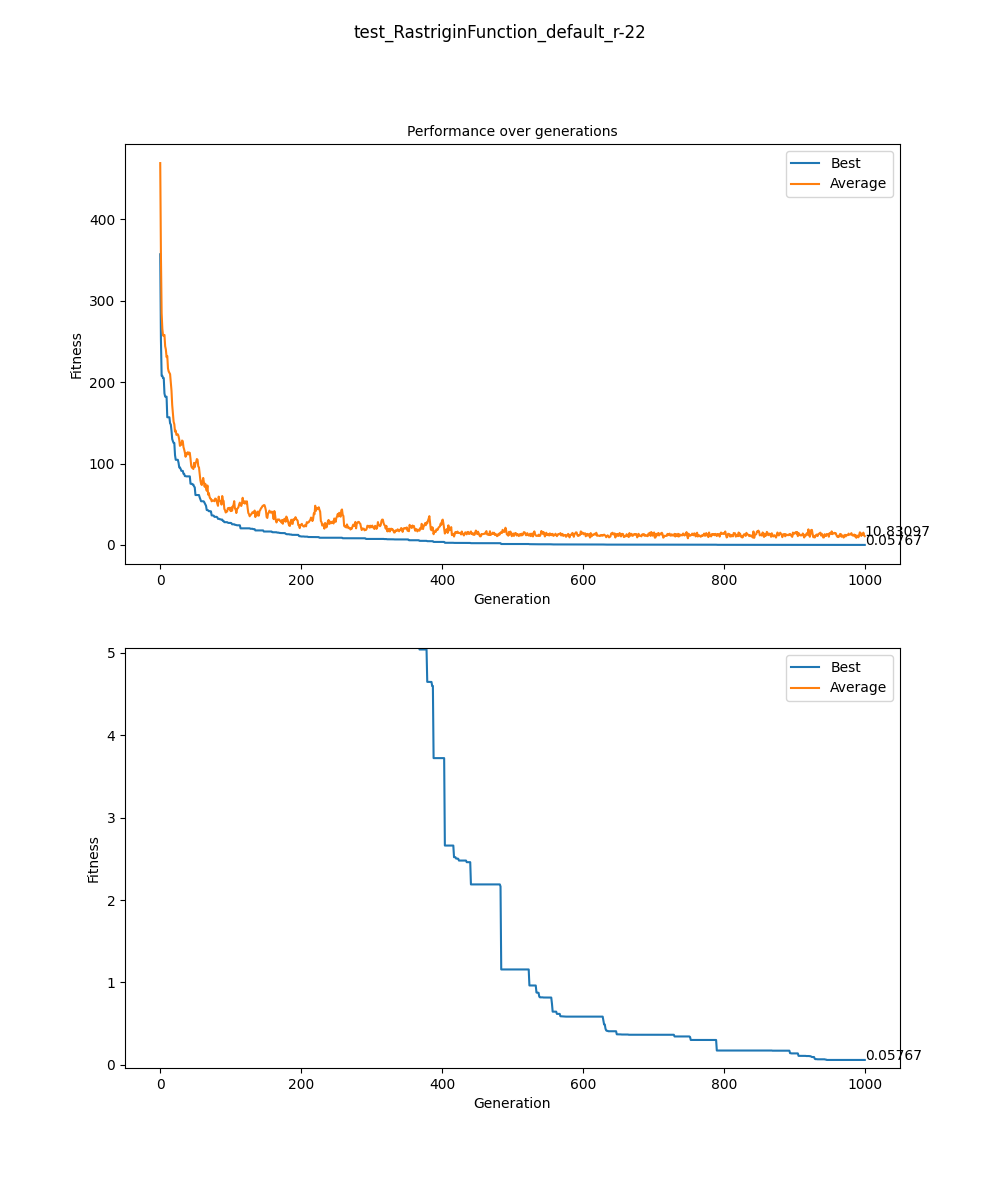 test_RastriginFunction_default_r-22
Performance over generations
Best
Average
400
300
200
100
0
Fitness
10.83097
0.05767
0 200 400 600 800 1000
Generation
Best
Average
5
4
3
2
1
0
Fitness
0.05767
0 200 400 600 800 1000
Generation